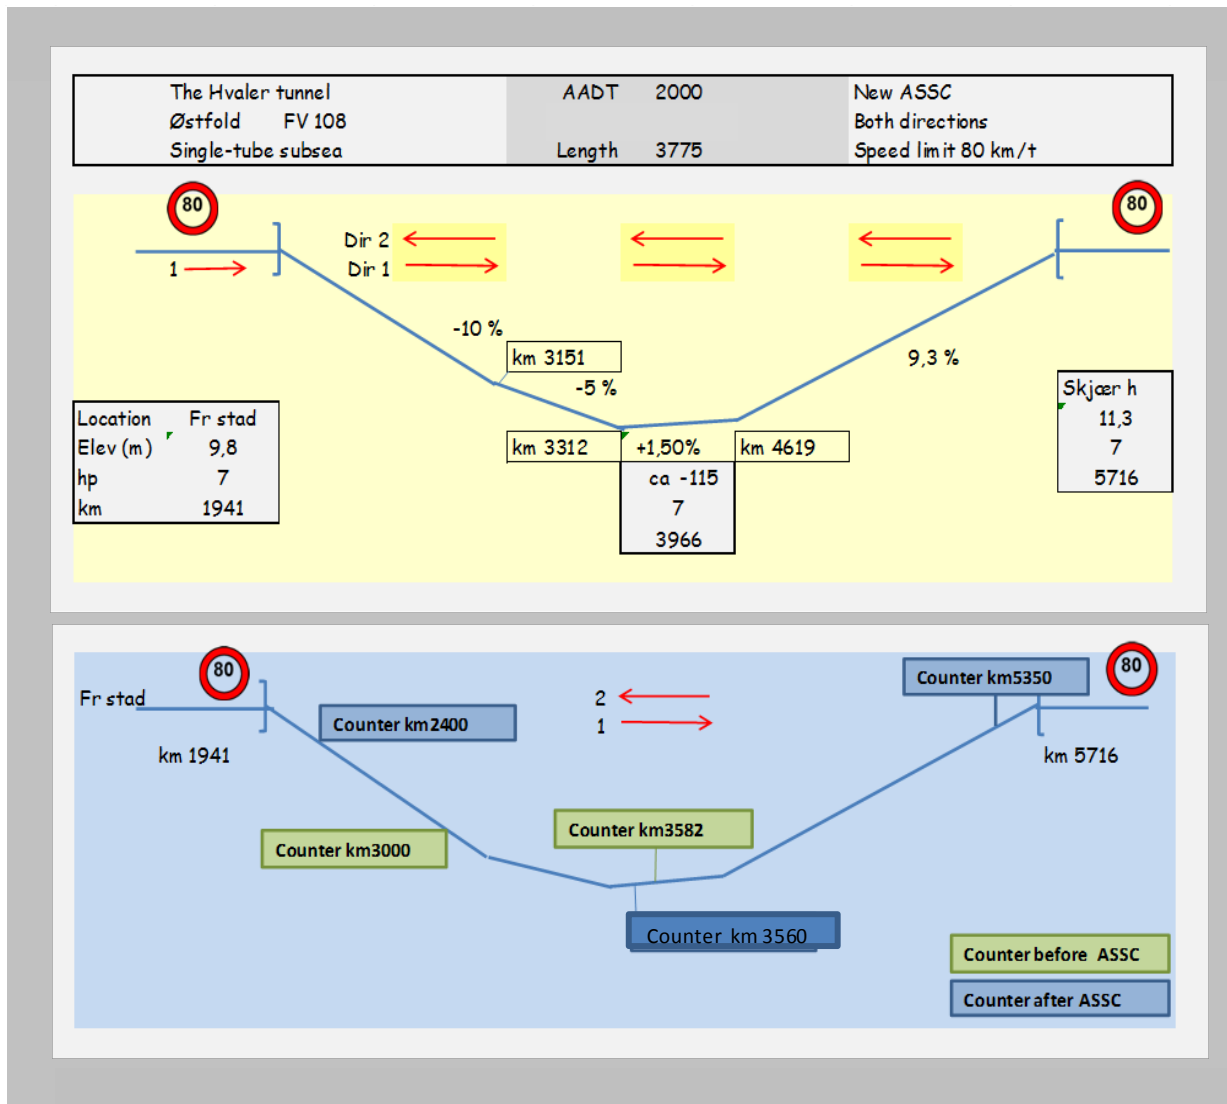 The Hvaler tunnel AADT 2000 New ASSC
Østfold FV 108 Both directions
Single-tube subsea Length 3775 Speed limit 80 km/t
80 80
Dir 2
1 Dir 1
-10 %
km 3151 9,3 %
-5 %
Skjær h
Location Fr stad 11,3
Elev (m) 9,8 km 3312 +1,50% km 4619 7
hp 7 ca -115 5716
km 1941 7
3966
80 80
Counter km5350
Fr stad 2
Counter km2400 1
km 1941 km 5716
Counter km3582
Counter km3000
Counter km 3560
Counter before ASSC
Counter after ASSC